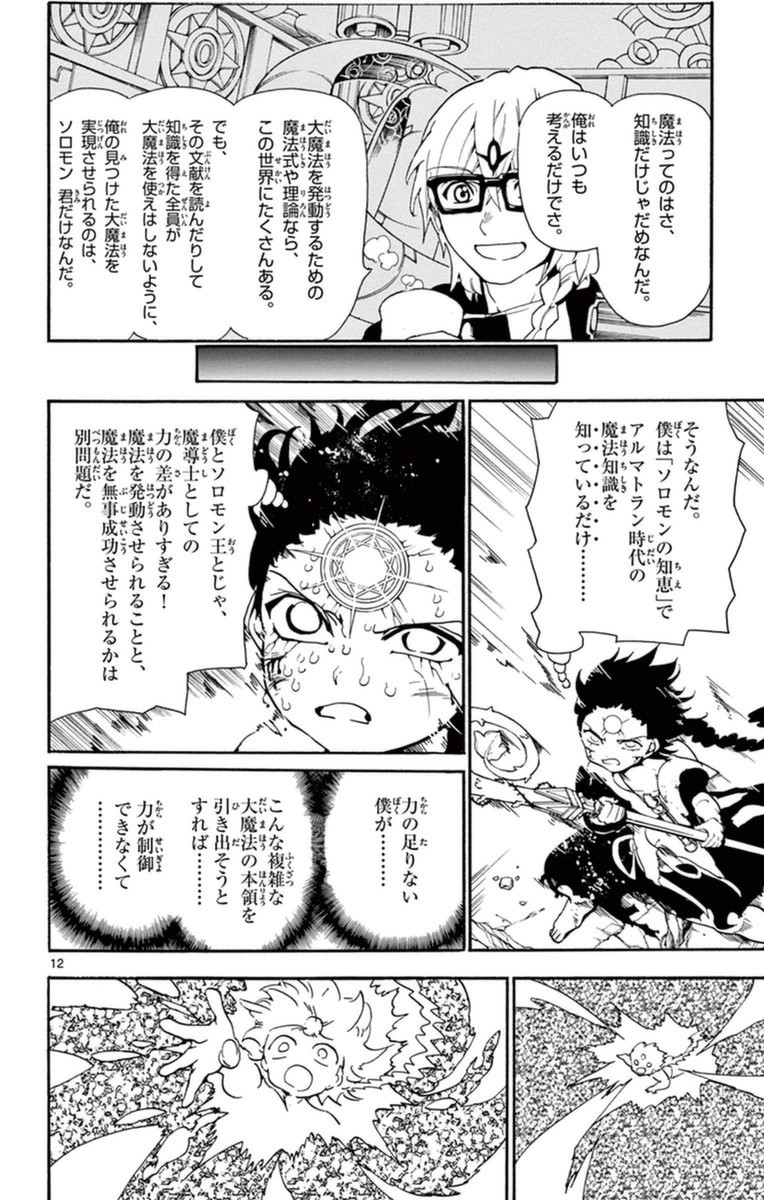 魔法ってのはさ、
知識だけじゃだめなんだ。
俺はいつも
考えるだけでさ。
大魔法を発動するための
魔法式や理論なら、
この世界にたくさんある。
でも、
その文献を読んだりして
知識を得た全員が
大魔法を使えはしないように、
俺の見つけた大魔法を
実現させられるのは、
ソロモン 君だけなんだ。
そうなんだ。
僕は「ソロモンの知恵」で
アルマトラン時代の
魔法知識を
知っているだけ………
僕とソロモン王とじゃ、
魔導士としての
力の差がありすぎる！
魔法を発動させられることと、
魔法を無事成功させられるかは
別問題だ。
力の足りない
僕が………
こんな複雑な
大魔法の本領を
引き出そうと
すれば………
力が制御
できなくて
…………
12